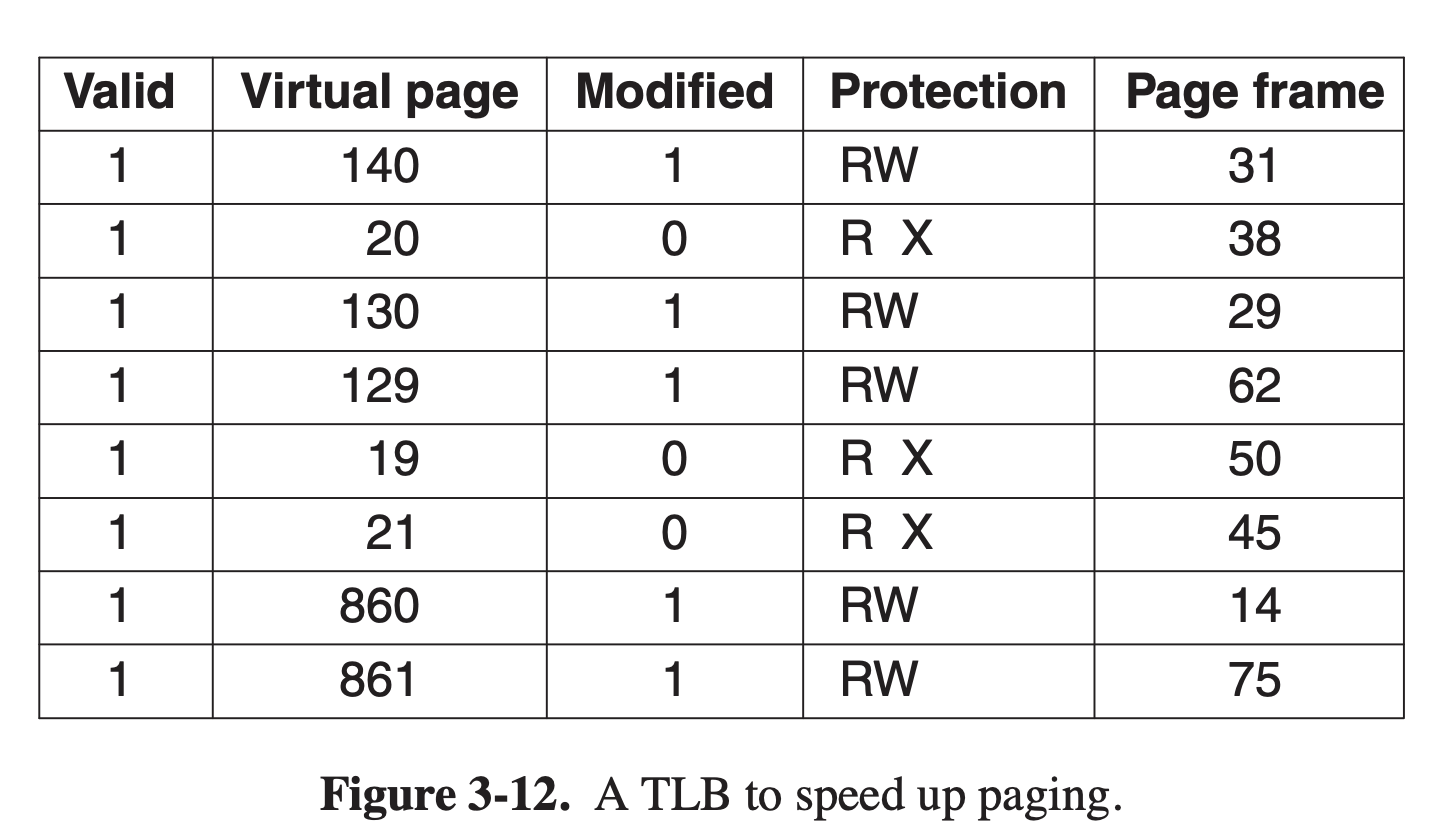 Valid Virtual page Modified Protection Page frame
1 140 1 RW 31
1 20 0 R X 38
1 130 1 RW 29
1 129 1 RW 62
1 19 0 R X 50
1 21 0 R X 45
1 860 1 RW 14
1 861 1 RW 75
Figure 3-12. A TLB to speed up paging.